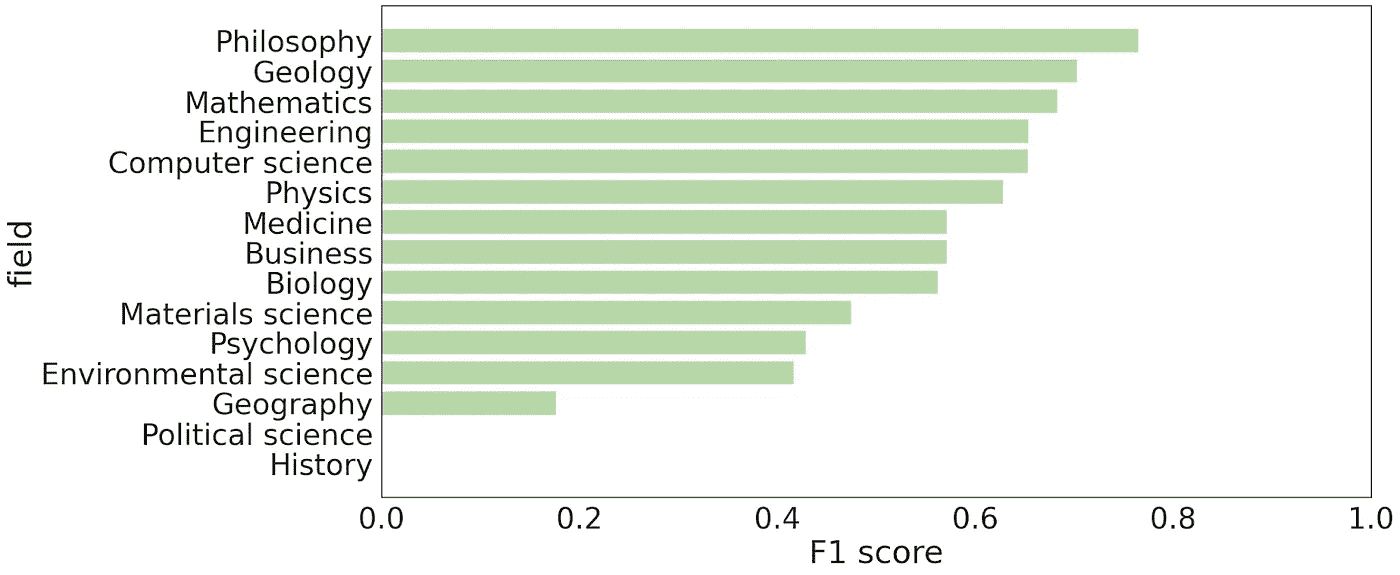 Philosophy
Geology
Mathematics
Engineering
Computer science
Physics
Medicine
Business
Biology
Materials science
Psychology
Environmental science
Geography
Political science
History
field
0.0 0.2 0.4 0.6 0.8 1.0
F1 score